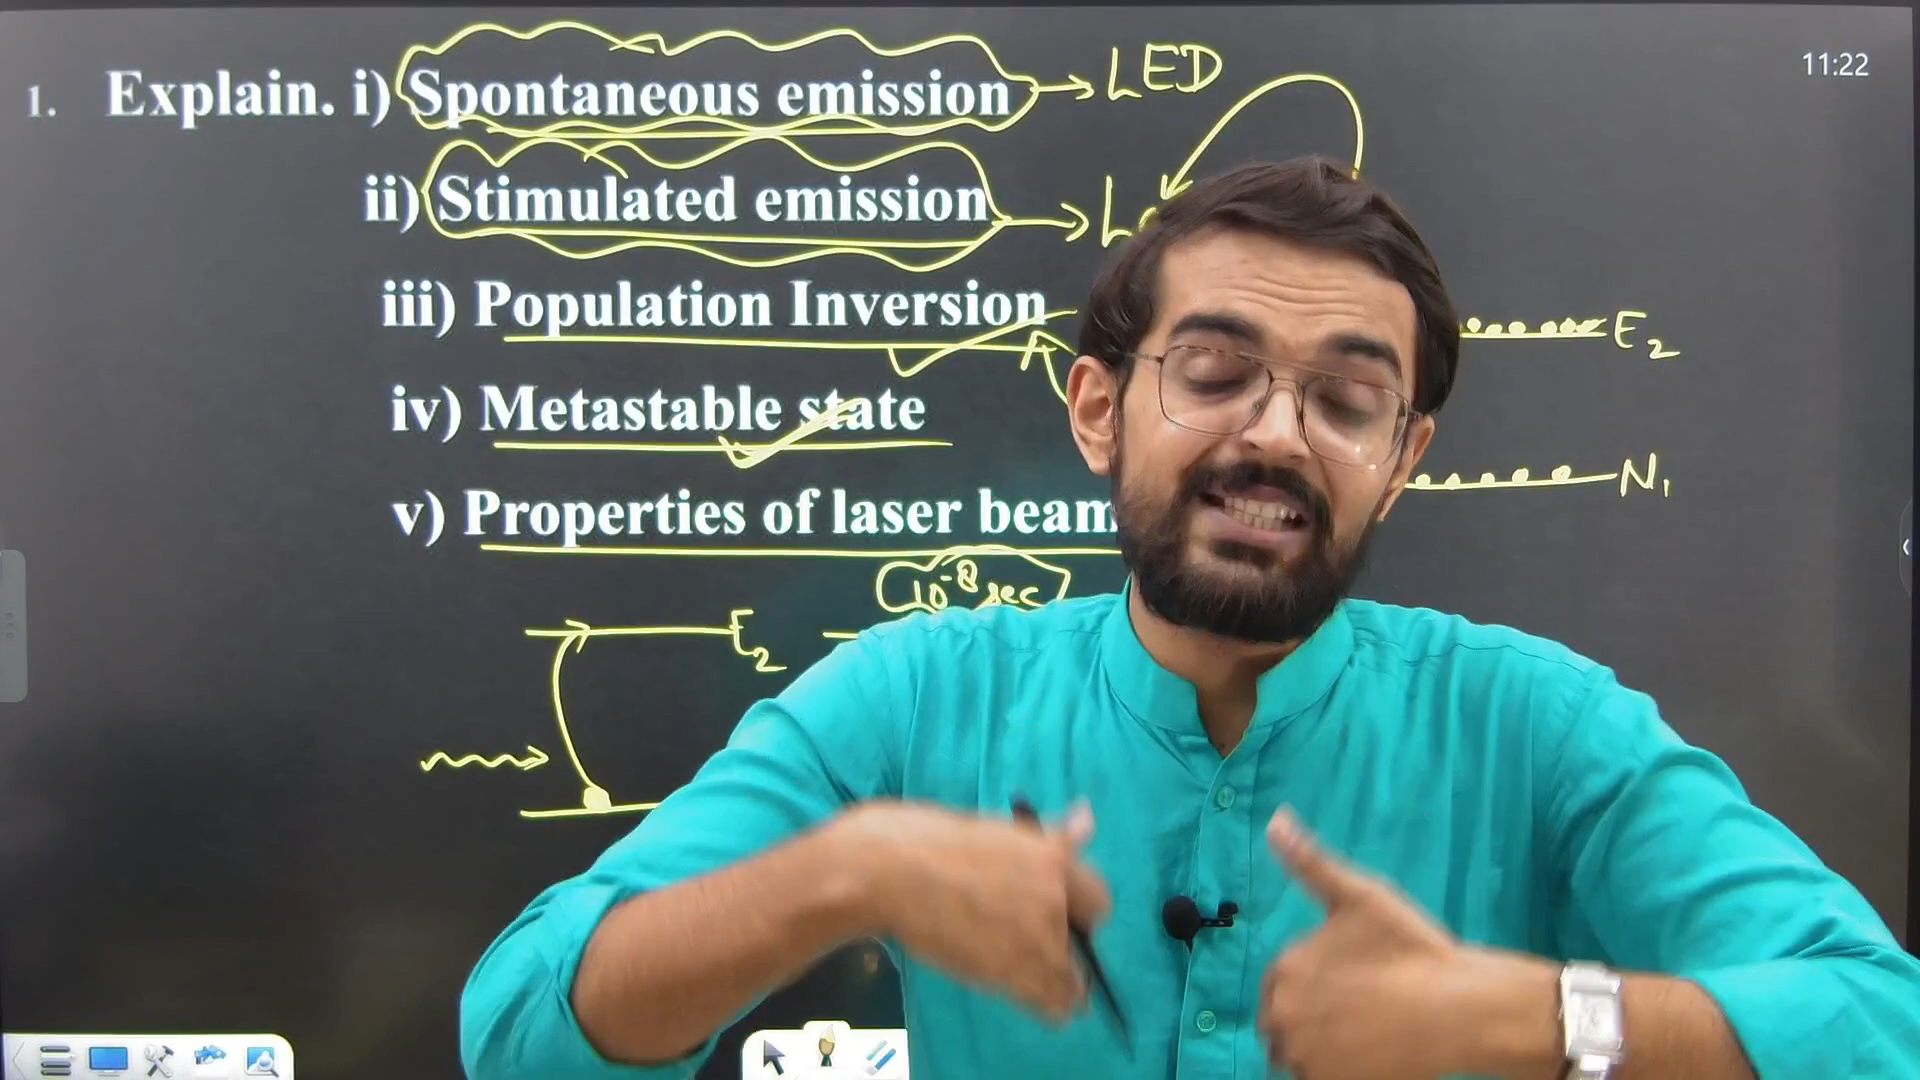 1. Explain. i) Spontaneous emission → LED
11:22
ii) Stimulated emission →
iii) Population Inversion
E2
iv) Metastable state
N1
v) Properties of laser beam
10^-8 sec
E2